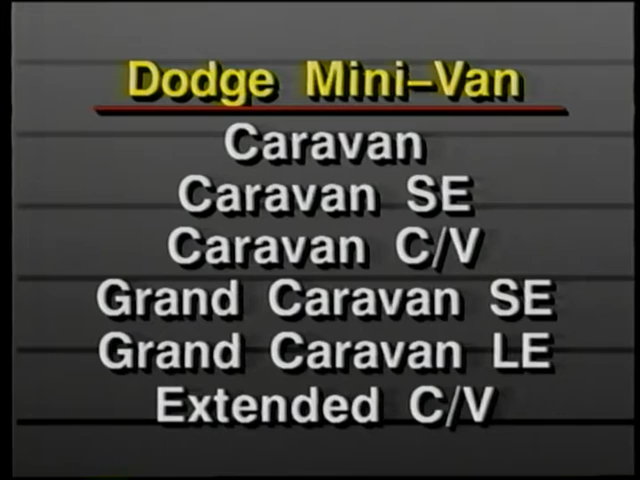 Dodge Mini-Van
Caravan
Caravan SE
Caravan C/V
Grand Caravan SE
Grand Caravan LE
Extended C/V